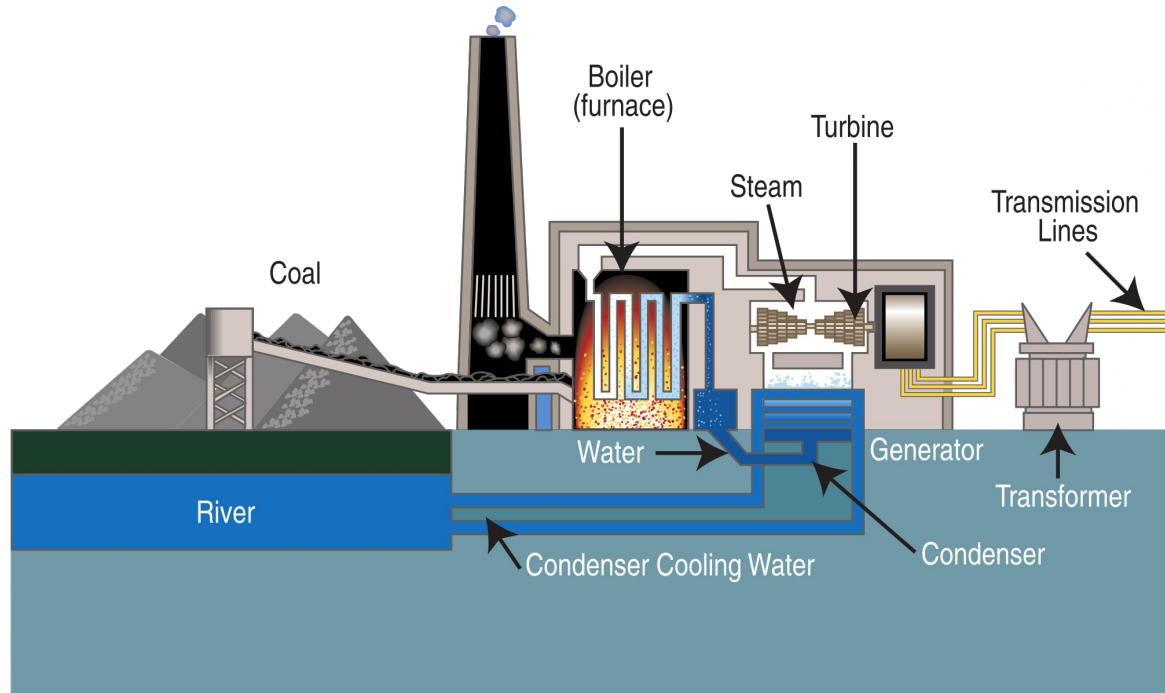 Boiler
(furnace)
Turbine
Steam
Transmission
Lines
Coal
Water
Generator
Transformer
River
Condenser
Condenser Cooling Water